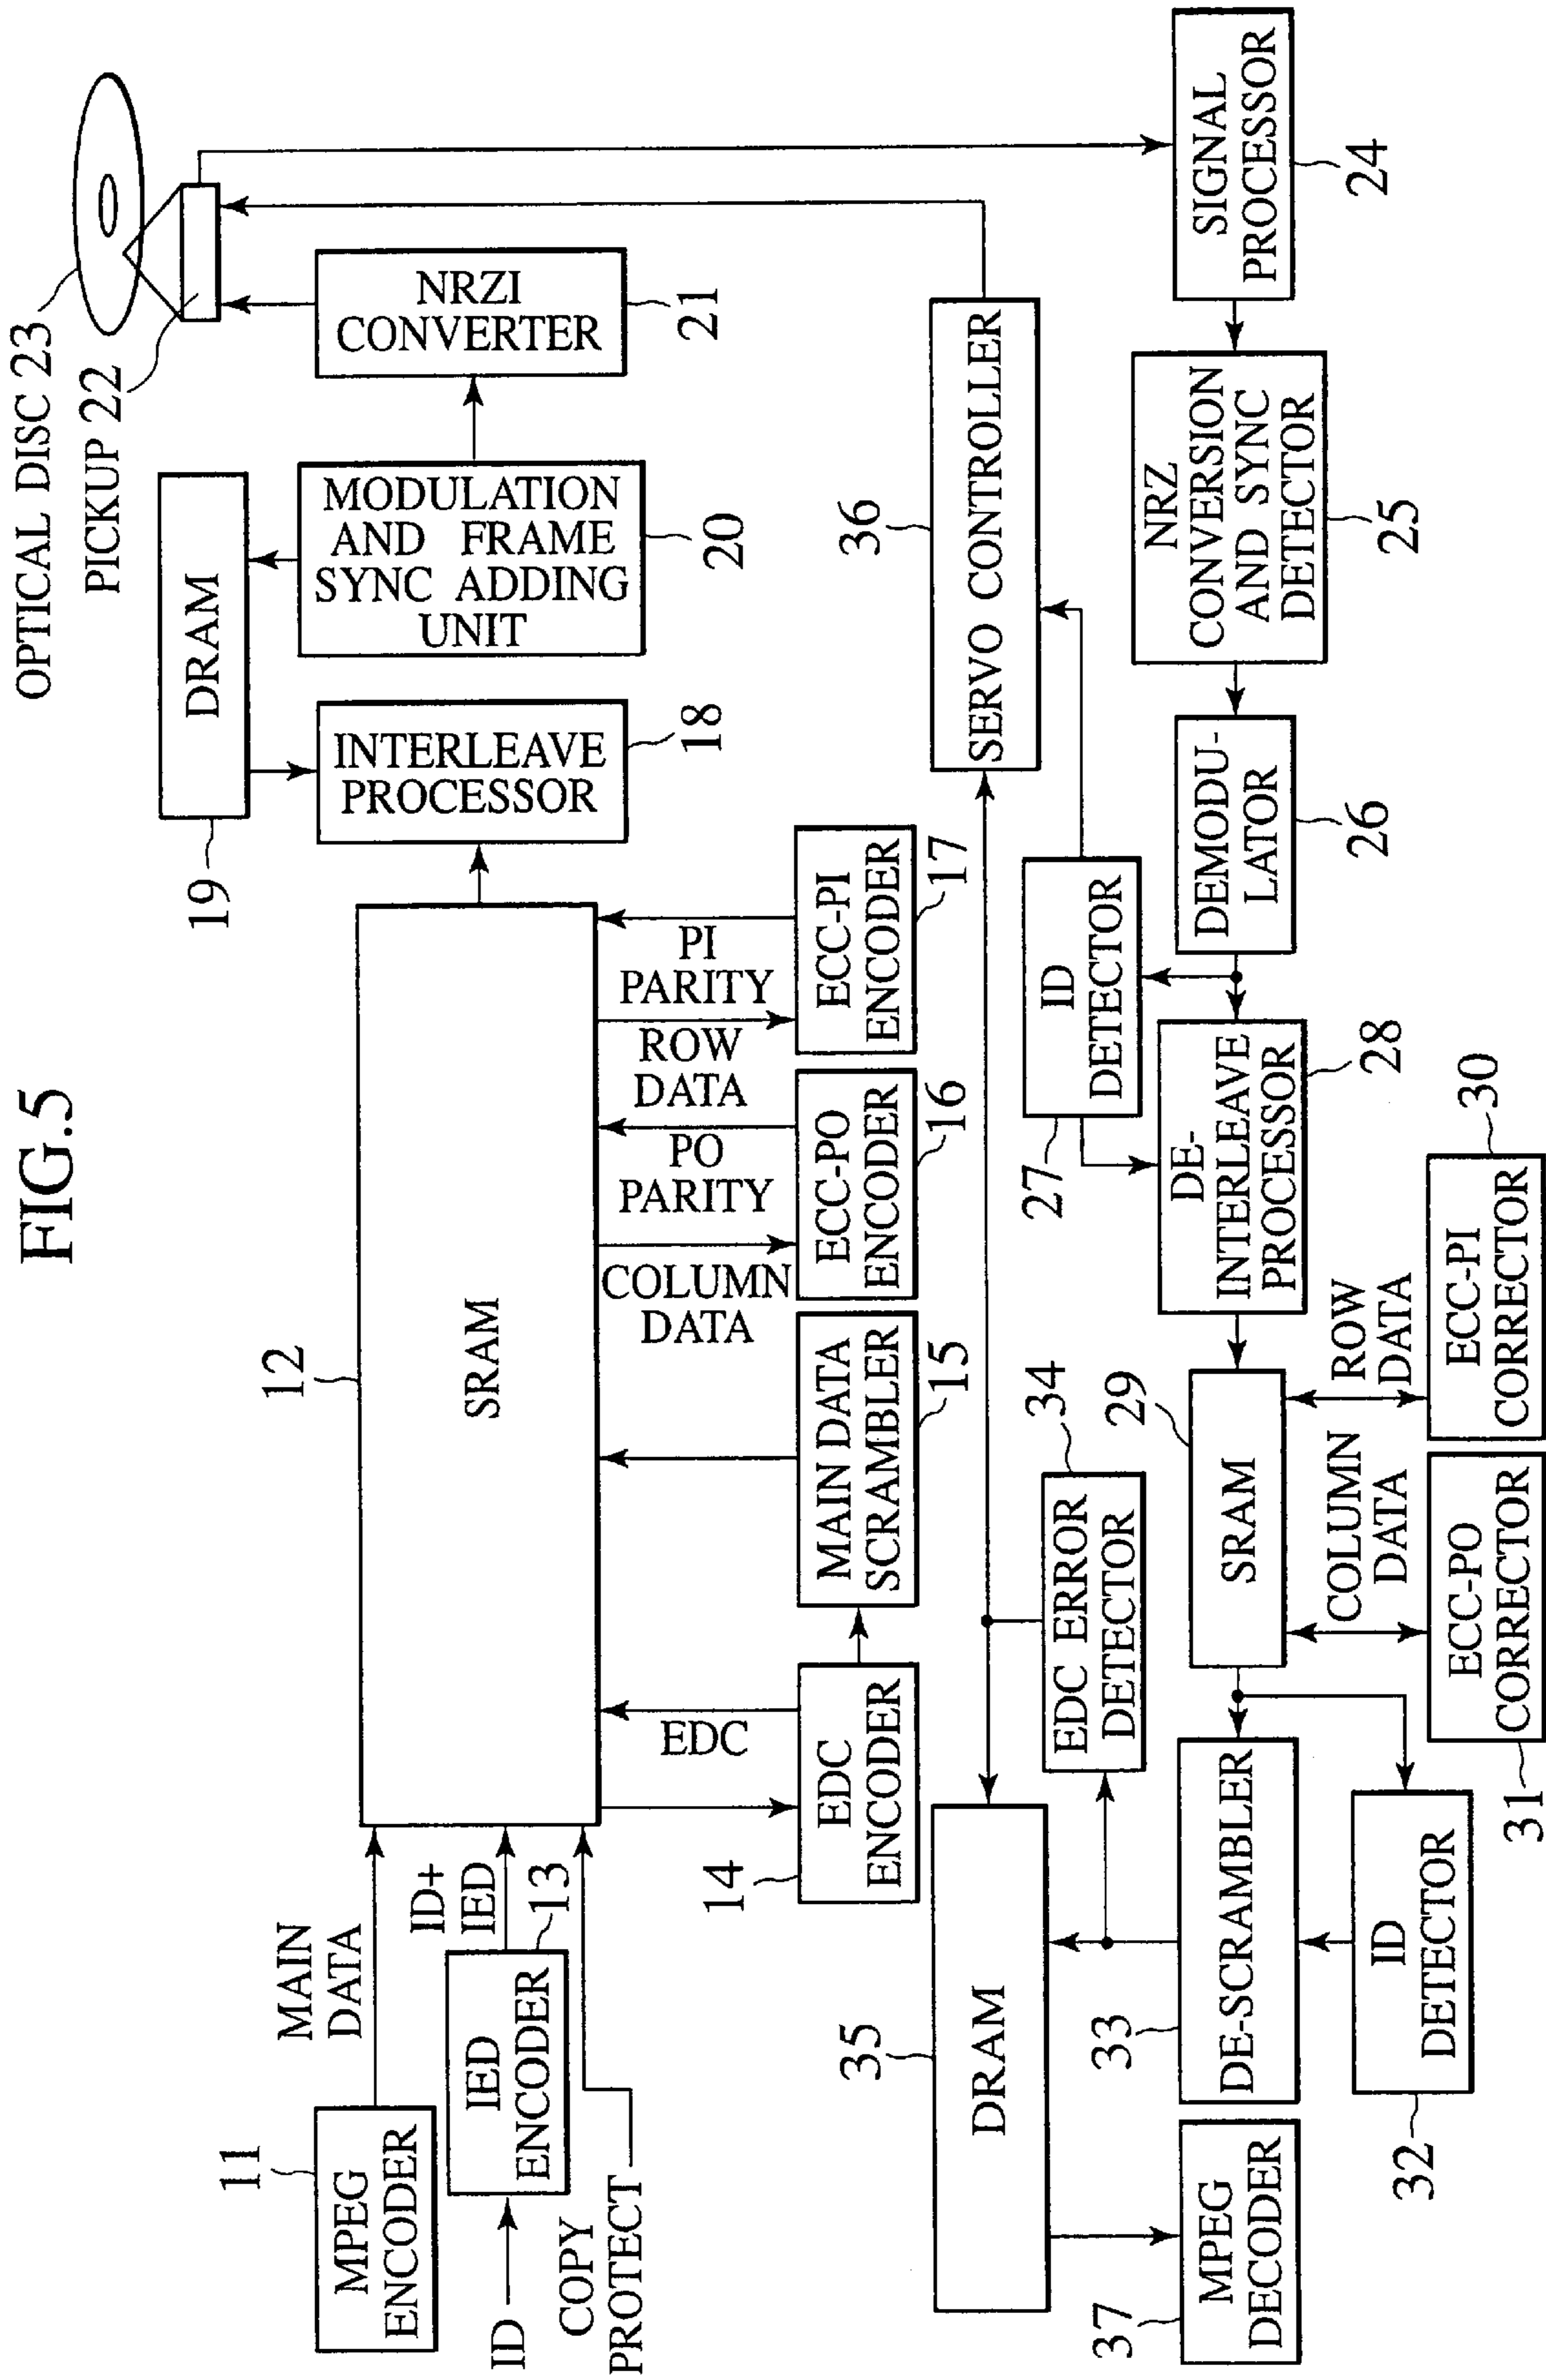 FIG.5
OPTICAL DISC 23
PICKUP 22
19
DRAM
12
SRAM
11
MPEG
ENCODER
MAIN
DATA
ID
IED
ENCODER
13
ID+
IED
COPY
PROTECT
INTERLEAVE
PROCESSOR
18
MODULATION
AND FRAME
SYNC ADDING
UNIT
20
NRZI
CONVERTER
21
EDC
COLUMN
DATA
PO
PARITY
ROW
DATA
PI
PARITY
14
EDC
ENCODER
MAIN DATA
SCRAMBLER
15
ECC-PO
ENCODER
16
ECC-PI
ENCODER
17
35
DRAM
36
SERVO CONTROLLER
34
EDC ERROR
DETECTOR
27
ID
DETECTOR
37
MPEG
DECODER
33
DE-SCRAMBLER
29
SRAM
DE-
INTERLEAVE
PROCESSOR
28
DEMODU-
LATOR
26
NRZ
CONVERSION
AND SYNC
DETECTOR
25
SIGNAL
PROCESSOR
24
32
ID
DETECTOR
COLUMN
DATA
ROW
DATA
31
ECC-PO
CORRECTOR
ECC-PI
CORRECTOR
30